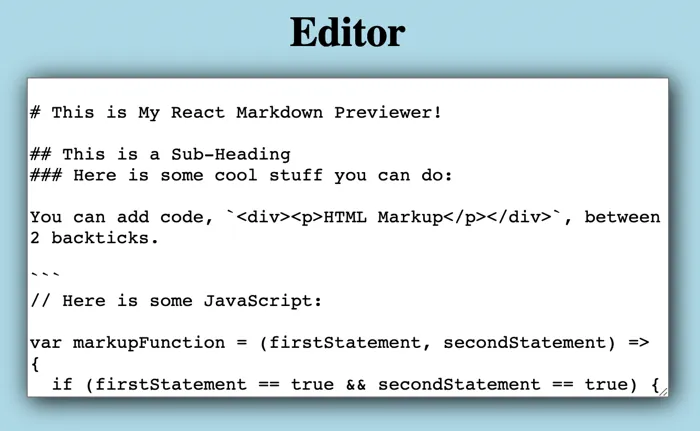 Editor
# This is My React Markdown Previewer!
## This is a Sub-Heading
### Here is some cool stuff you can do:
You can add code, `<div><p>HTML Markup</p></div>`, between
2 backticks.
```
// Here is some JavaScript:
var markupFunction = (firstStatement, secondStatement) =>
{
  if (firstStatement == true && secondStatement == true) {